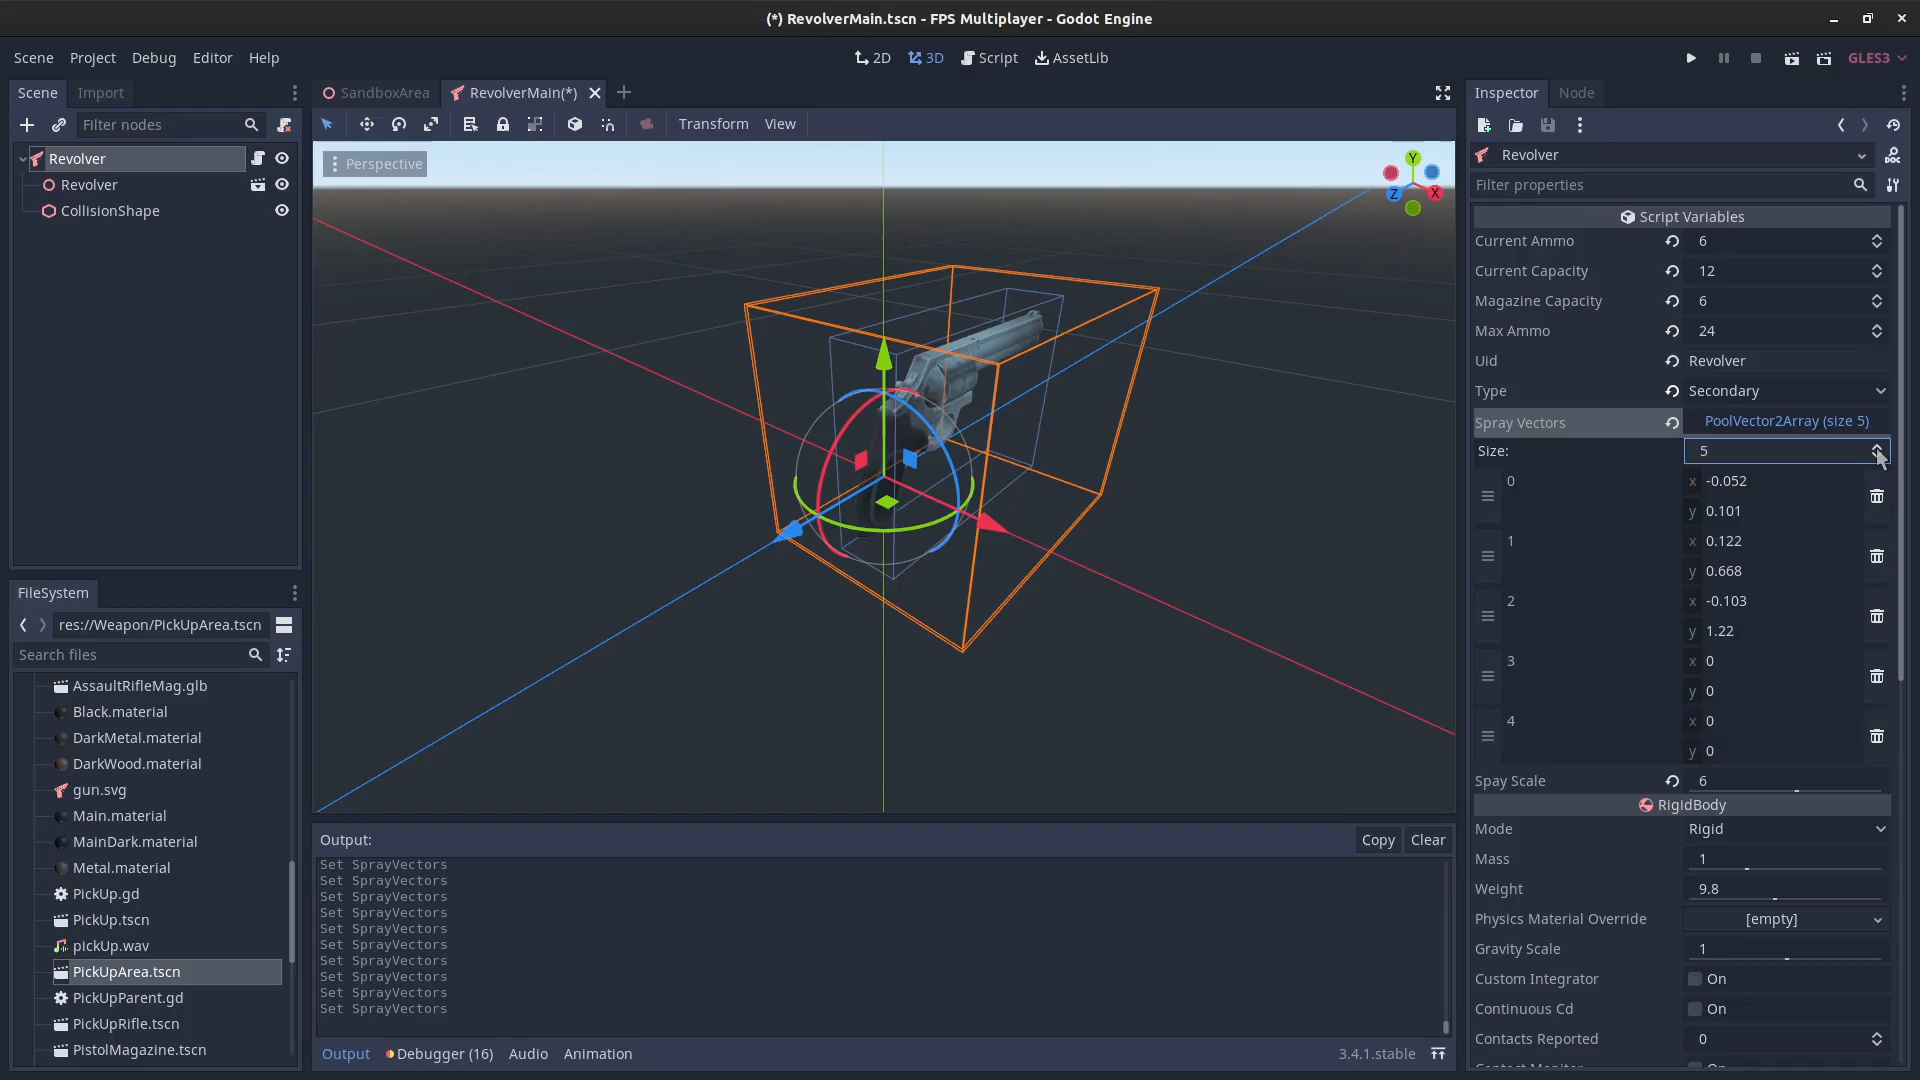 (*) RevolverMain.tscn - FPS Multiplayer - Godot Engine
Scene Project Debug Editor Help
2D 3D Script AssetLib
GLES3
Scene Import
SandboxArea RevolverMain(*)
Inspector Node
Filter nodes
Transform View
Revolver
Revolver
CollisionShape
Perspective
Y
Z X
Revolver
Filter properties
Script Variables
Current Ammo 6
Current Capacity 12
Magazine Capacity 6
Max Ammo 24
Uid Revolver
Type Secondary
Spray Vectors PoolVector2Array (size 5)
Size: 5
0 x -0.052
y 0.101
1 x 0.122
y 0.668
2 x -0.103
y 1.22
3 x 0
y 0
4 x 0
y 0
Spay Scale 6
RigidBody
Mode Rigid
Mass 1
Weight 9.8
Physics Material Override [empty]
Gravity Scale 1
Custom Integrator On
Continuous Cd On
Contacts Reported 0
FileSystem
res://Weapon/PickUpArea.tscn
Search files
AssaultRifleMag.glb
Black.material
DarkMetal.material
DarkWood.material
gun.svg
Main.material
MainDark.material
Metal.material
PickUp.gd
PickUp.tscn
pickUp.wav
PickUpArea.tscn
PickUpParent.gd
PickUpRifle.tscn
PistolMagazine.tscn
Output: Copy Clear
Set SprayVectors
Set SprayVectors
Set SprayVectors
Set SprayVectors
Set SprayVectors
Set SprayVectors
Set SprayVectors
Set SprayVectors
Set SprayVectors
Set SprayVectors
Output Debugger (16) Audio Animation 3.4.1.stable